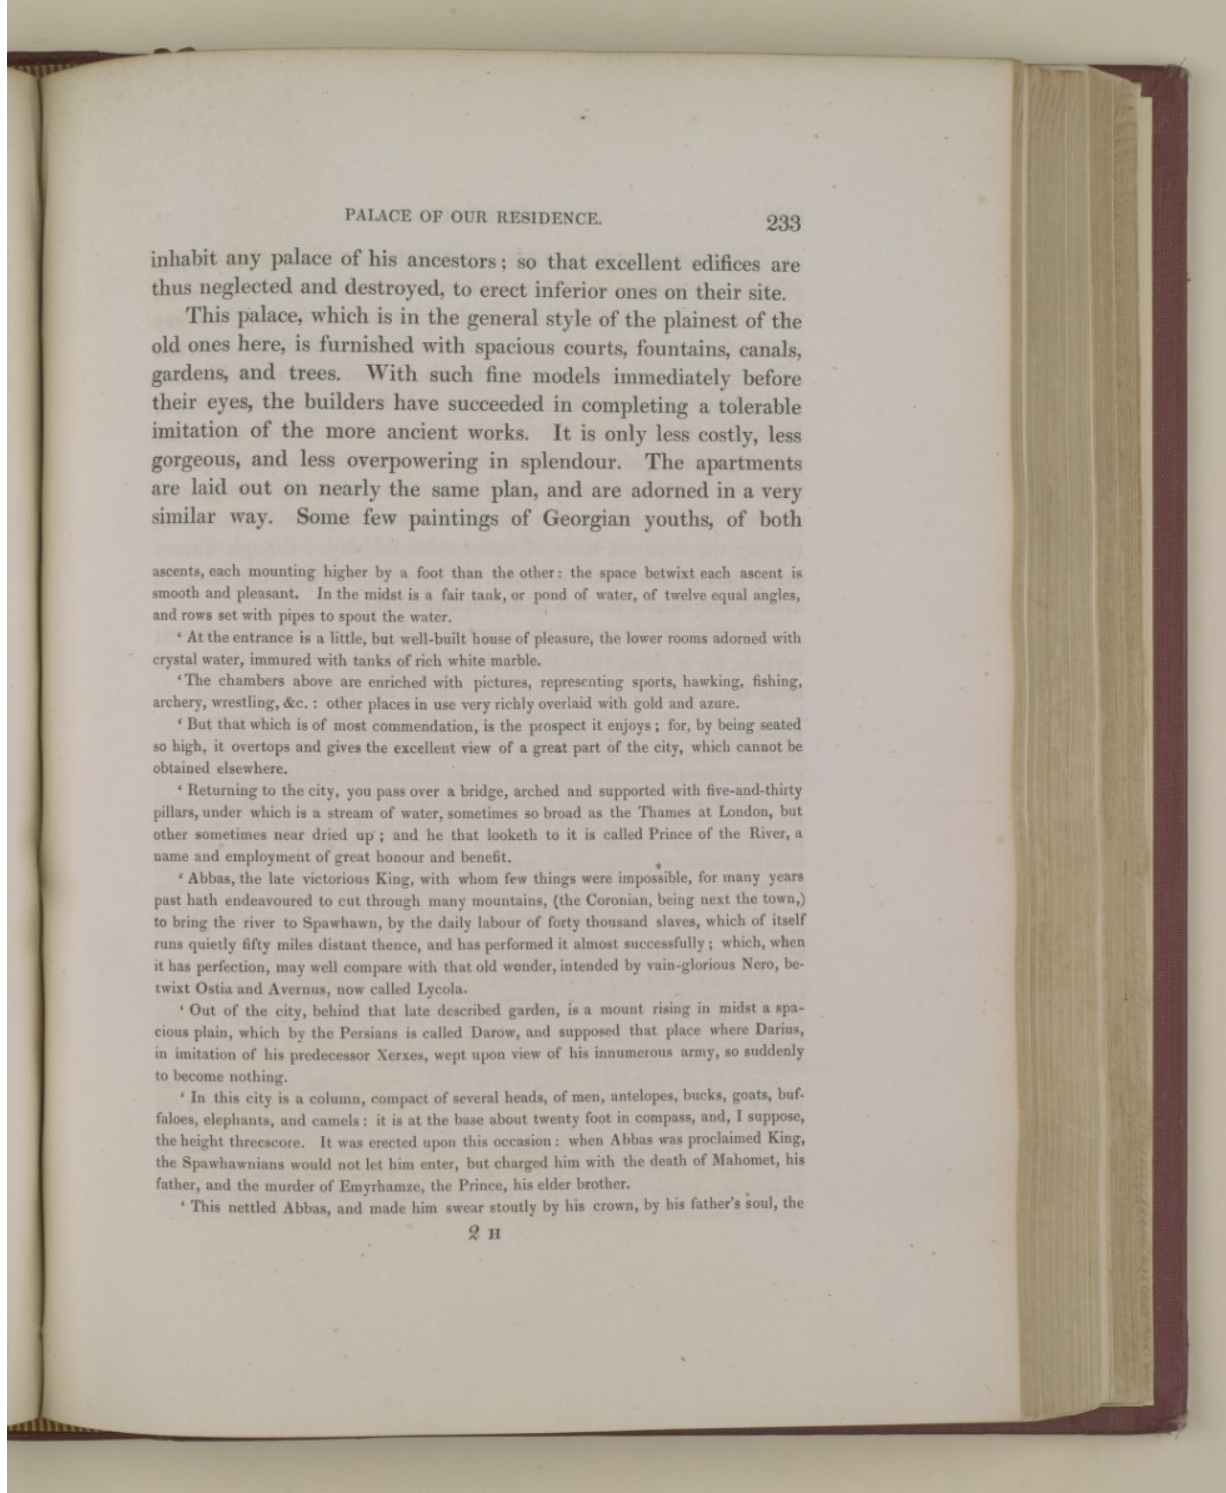 PALACE OF OUR RESIDENCE. 233
inhabit any palace of his ancestors; so that excellent edifices are
thus neglected and destroyed, to erect inferior ones on their site.
This palace, which is in the general style of the plainest of the
old ones here, is furnished with spacious courts, fountains, canals,
gardens, and trees. With such fine models immediately before
their eyes, the builders have succeeded in completing a tolerable
imitation of the more ancient works. It is only less costly, less
gorgeous, and less overpowering in splendour. The apartments
are laid out on nearly the same plan, and are adorned in a very
similar way. Some few paintings of Georgian youths, of both
ascents, each mounting higher by a foot than the other: the space betwixt each ascent is
smooth and pleasant. In the midst is a fair tank, or pond of water, of twelve equal angles,
and rows set with pipes to spout the water.
‘ At the entrance is a little, but well-built house of pleasure, the lower rooms adorned with
crystal water, immured with tanks of rich white marble.
‘The chambers above are enriched with pictures, representing sports, hawking, fishing,
archery, wrestling, &c. : other places in use very richly overlaid with gold and azure.
‘ But that which is of most commendation, is the prospect it enjoys; for, by being seated
so high, it overtops and gives the excellent view of a great part of the city, which cannot be
obtained elsewhere.
‘ Returning to the city, you pass over a bridge, arched and supported with five-and-thirty
pillars, under which is a stream of water, sometimes so broad as the Thames at London, but
other sometimes near dried up; and he that looketh to it is called Prince of the River, a
name and employment of great honour and benefit.
‘ Abbas, the late victorious King, with whom few things were impossible, for many years
past hath endeavoured to cut through many mountains, (the Coronian, being next the town,)
to bring the river to Spawhawn, by the daily labour of forty thousand slaves, which of itself
runs quietly fifty miles distant thence, and has performed it almost successfully; which, when
it has perfection, may well compare with that old wonder, intended by vain-glorious Nero, be-
twixt Ostia and Avernus, now called Lycola.
‘ Out of the city, behind that late described garden, is a mount rising in midst a spa-
cious plain, which by the Persians is called Darow, and supposed that place where Darius,
in imitation of his predecessor Xerxes, wept upon view of his innumerous army, so suddenly
to become nothing.
‘ In this city is a column, compact of several heads, of men, antelopes, bucks, goats, buf-
faloes, elephants, and camels: it is at the base about twenty foot in compass, and, I suppose,
the height threescore. It was erected upon this occasion: when Abbas was proclaimed King,
the Spawhawnians would not let him enter, but charged him with the death of Mahomet, his
father, and the murder of Emyrhamze, the Prince, his elder brother.
‘ This nettled Abbas, and made him swear stoutly by his crown, by his father's soul, the
2 H